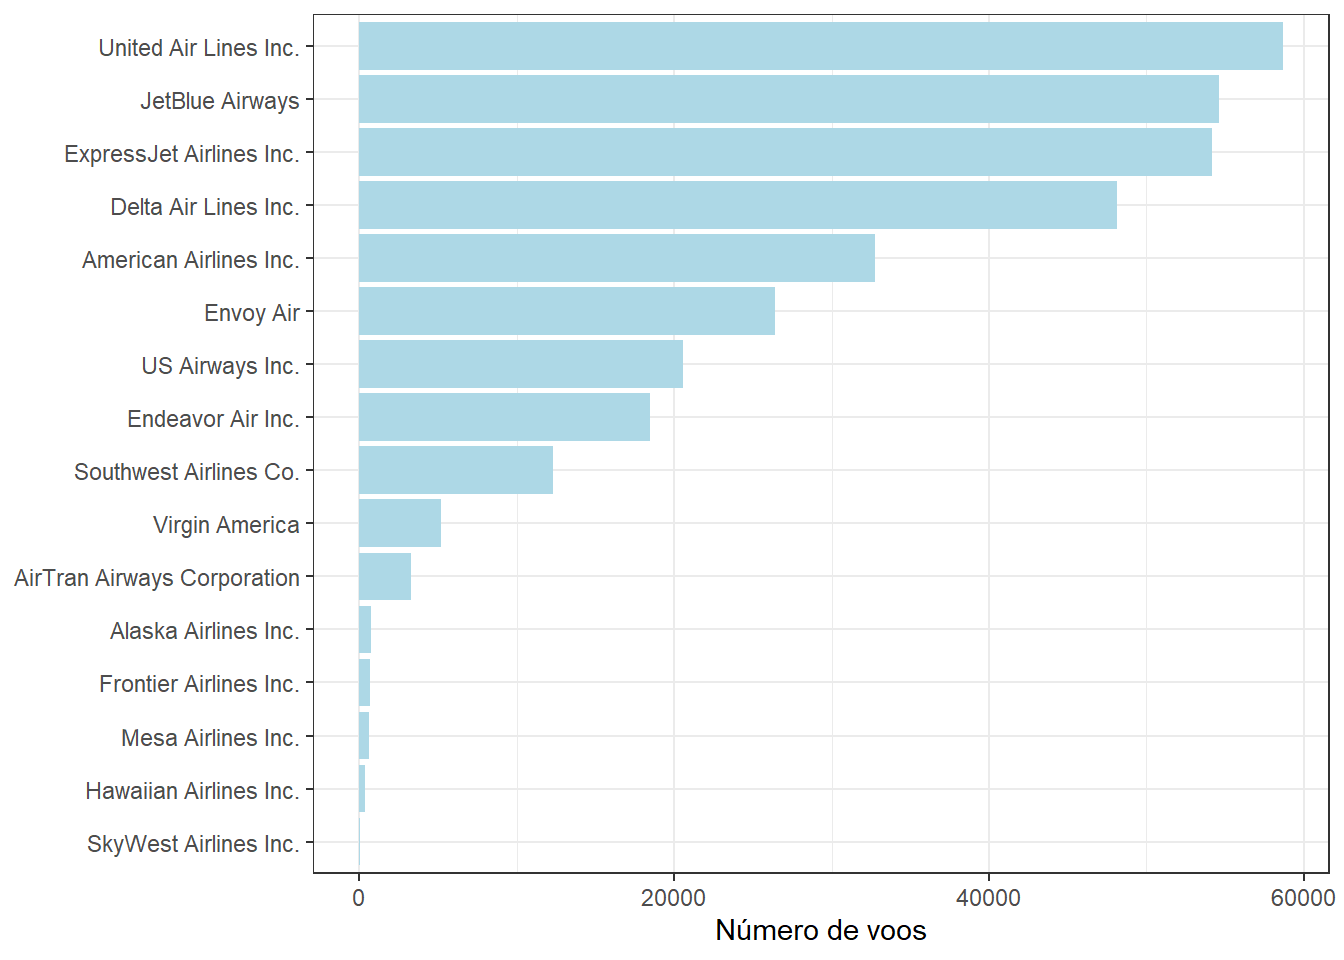 United Air Lines Inc.
JetBlue Airways
ExpressJet Airlines Inc.
Delta Air Lines Inc.
American Airlines Inc.
Envoy Air
US Airways Inc.
Endeavor Air Inc.
Southwest Airlines Co.
Virgin America
AirTran Airways Corporation
Alaska Airlines Inc.
Frontier Airlines Inc.
Mesa Airlines Inc.
Hawaiian Airlines Inc.
SkyWest Airlines Inc.
0 20000 40000 60000
Número de voos